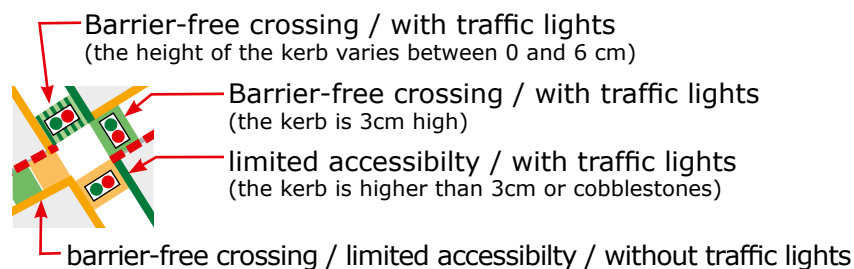 Barrier-free crossing / with traffic lights
(the height of the kerb varies between 0 and 6 cm)
Barrier-free crossing / with traffic lights
(the kerb is 3cm high)
limited accessibilty / with traffic lights
(the kerb is higher than 3cm or cobblestones)
barrier-free crossing / limited accessibilty / without traffic lights